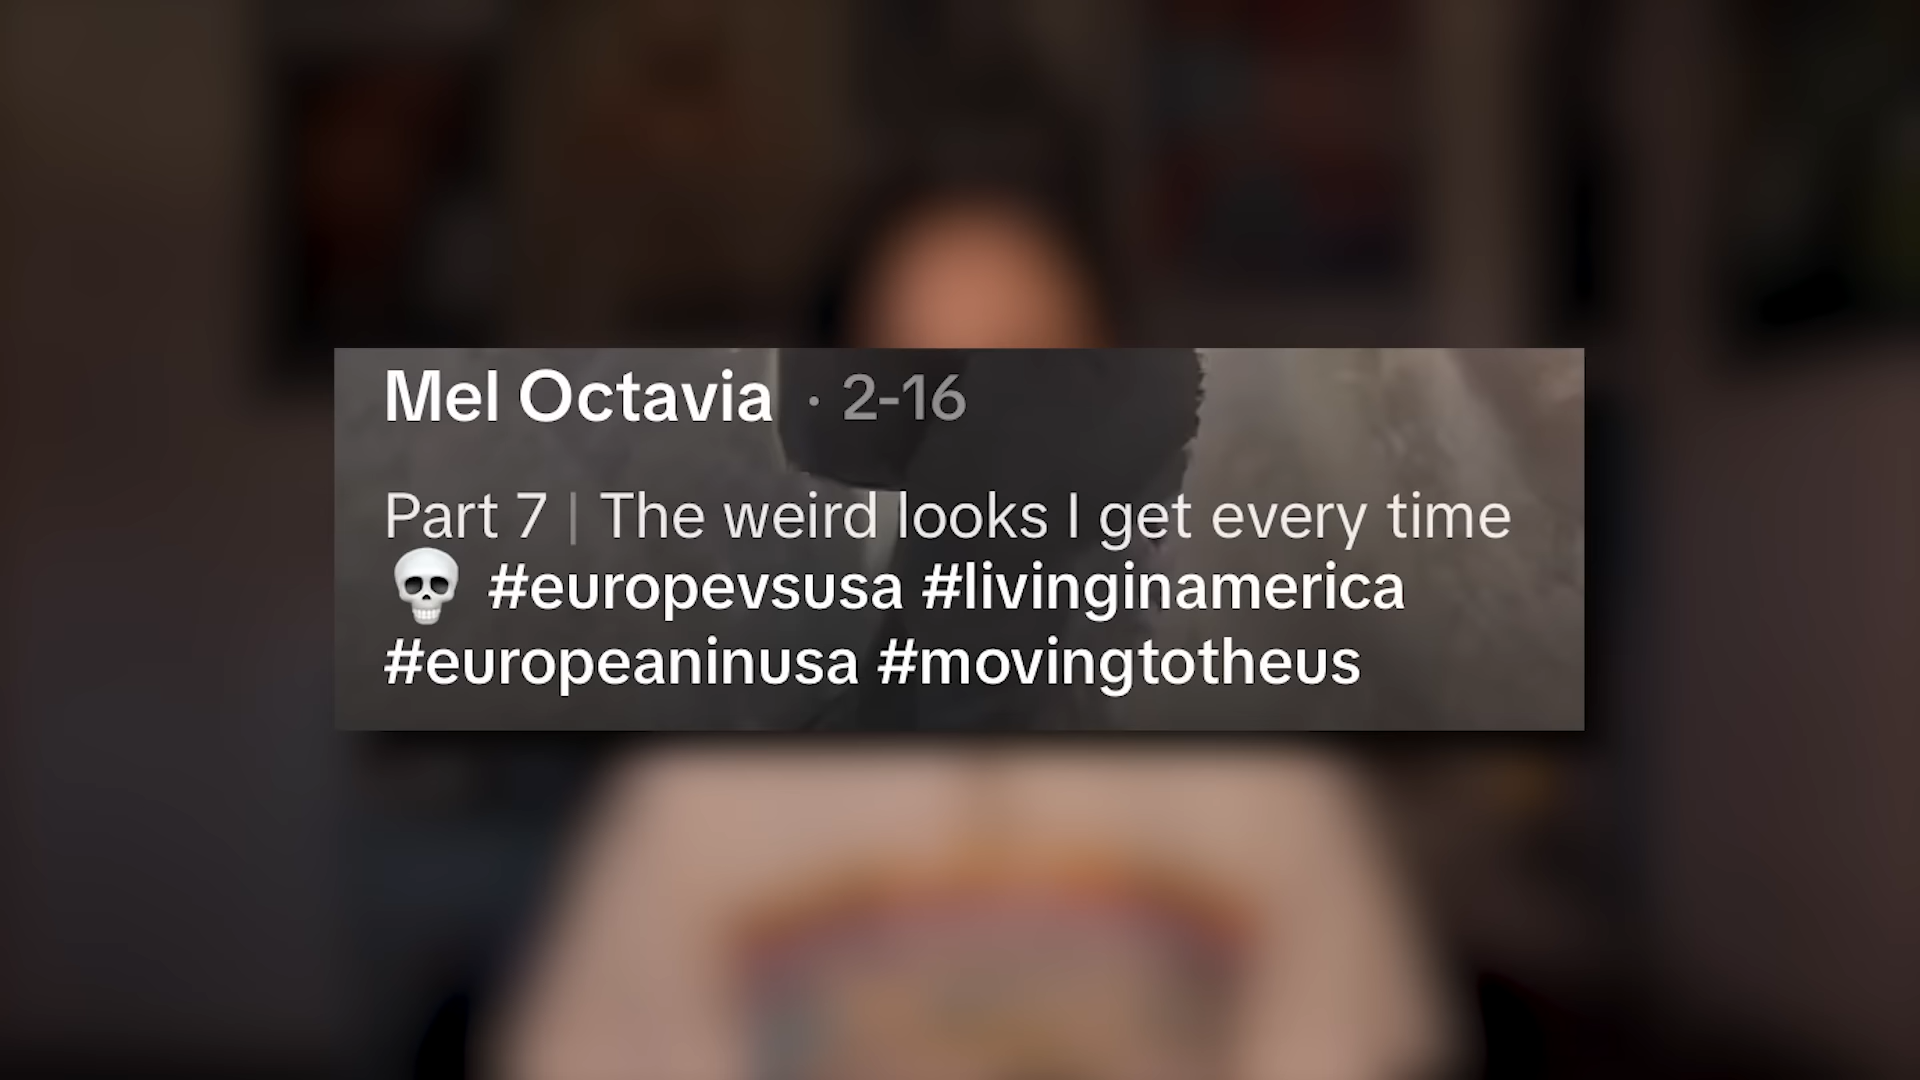 Mel Octavia · 2-16
Part 7 | The weird looks I get every time
💀 #europevsusa #livinginamerica
#europeaninusa #movingtotheus